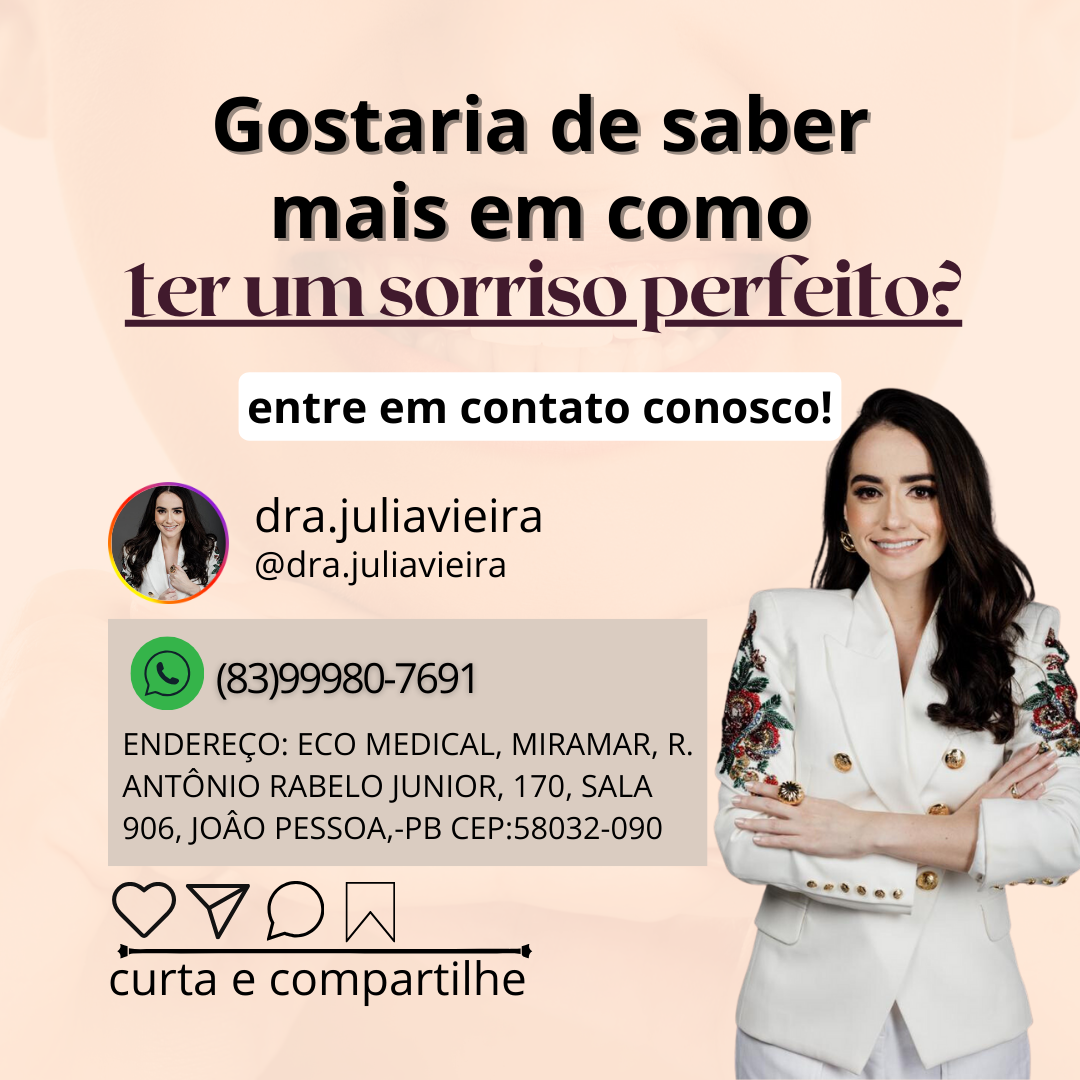 Gostaria de saber
mais em como
ter um sorriso perfeito?
entre em contato conosco!
dra.juliavieira
@dra.juliavieira
(83)99980-7691
ENDEREÇO: ECO MEDICAL, MIRAMAR, R.
ANTÔNIO RABELO JUNIOR, 170, SALA
906, JOÂO PESSOA,-PB CEP:58032-090
curta e compartilhe